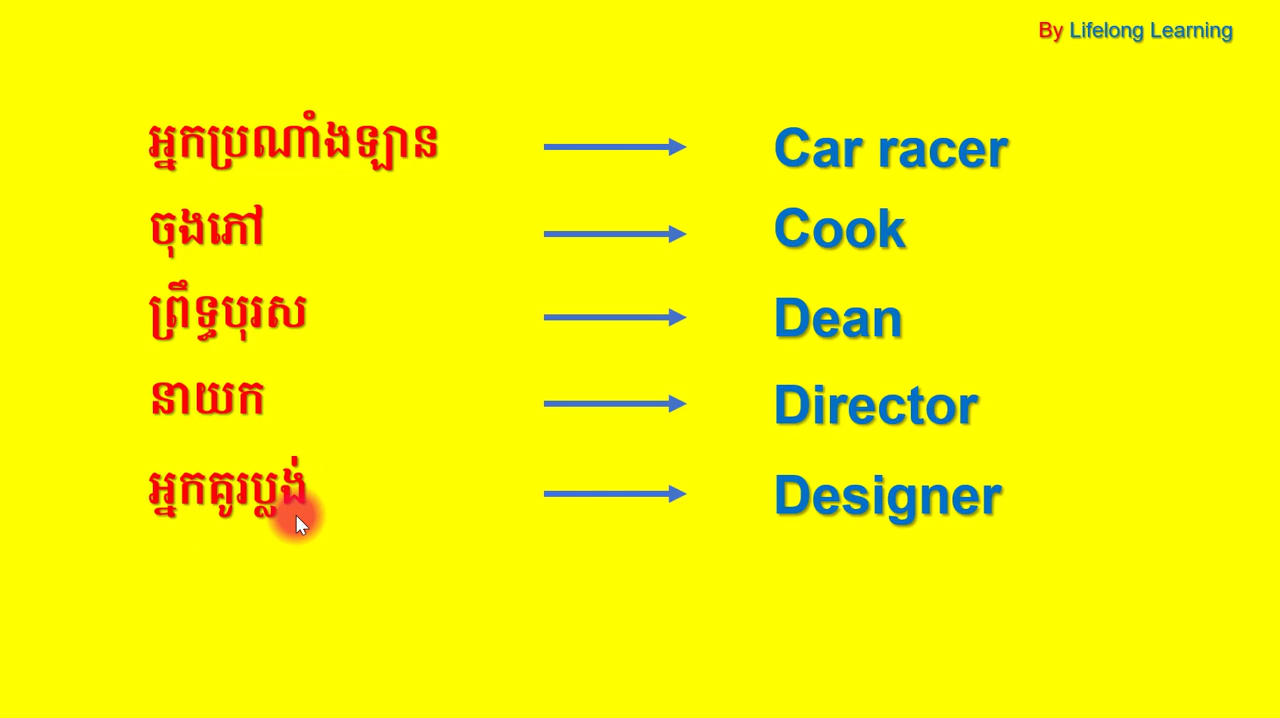 By Lifelong Learning
អ្នកប្រណាំងឡាន Car racer
ចុងភៅ Cook
ព្រឹទ្ធបុរស Dean
នាយក Director
អ្នកគូរប្លង់ Designer